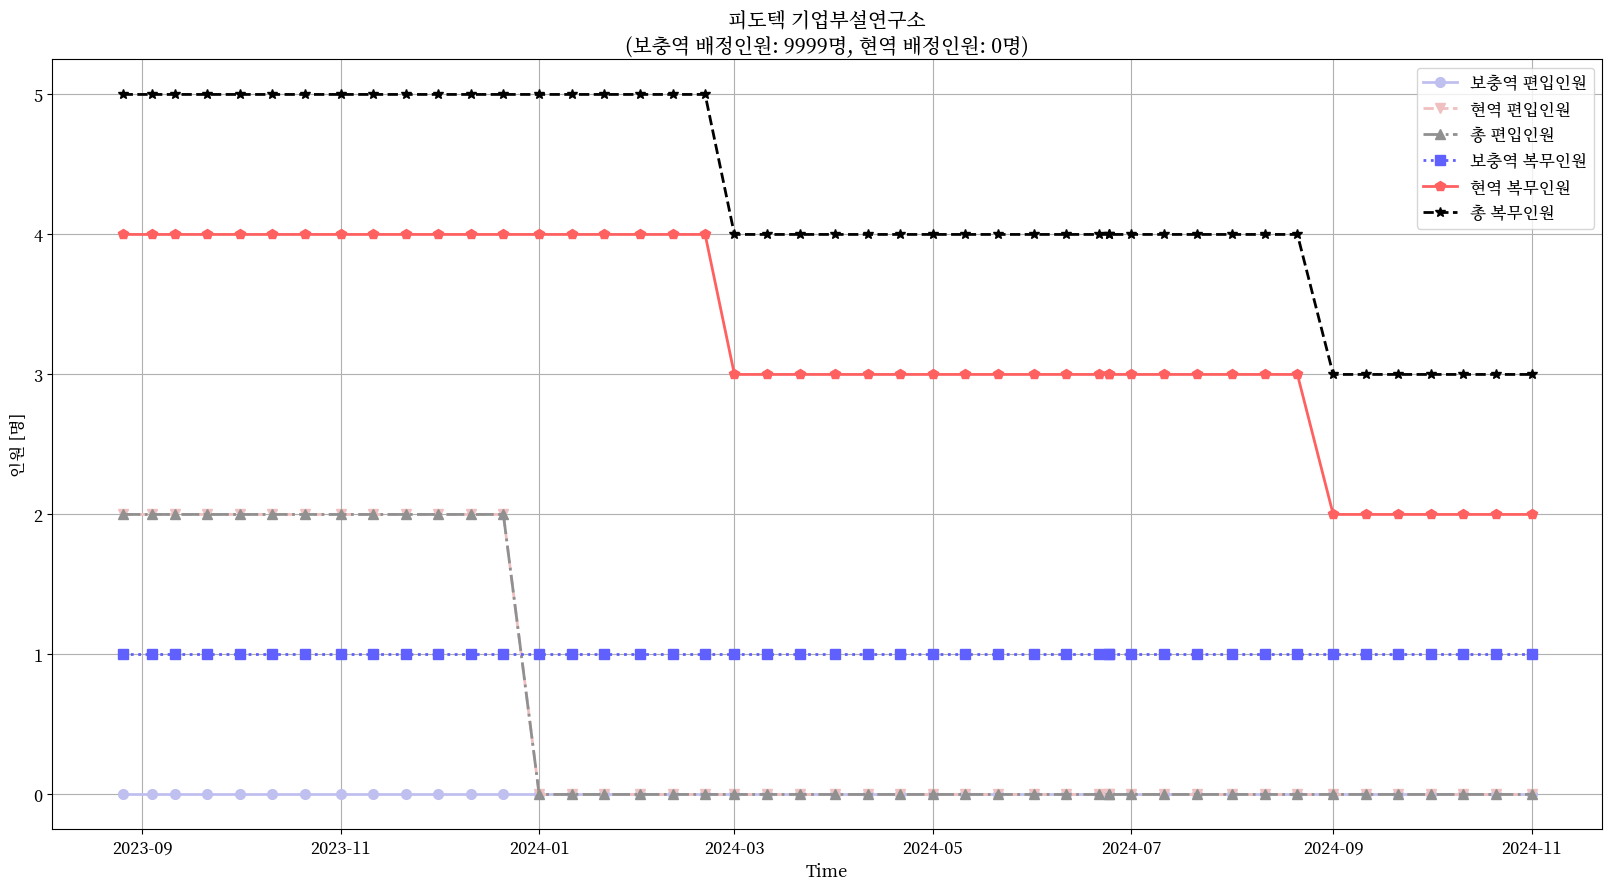 피도텍 기업부설연구소
(보충역 배정인원: 9999명, 현역 배정인원: 0명)
보충역 편입인원
현역 편입인원
총 편입인원
보충역 복무인원
현역 복무인원
총 복무인원
인원 [명]
5
4
3
2
1
0
2023-09
2023-11
2024-01
2024-03
2024-05
2024-07
2024-09
2024-11
Time